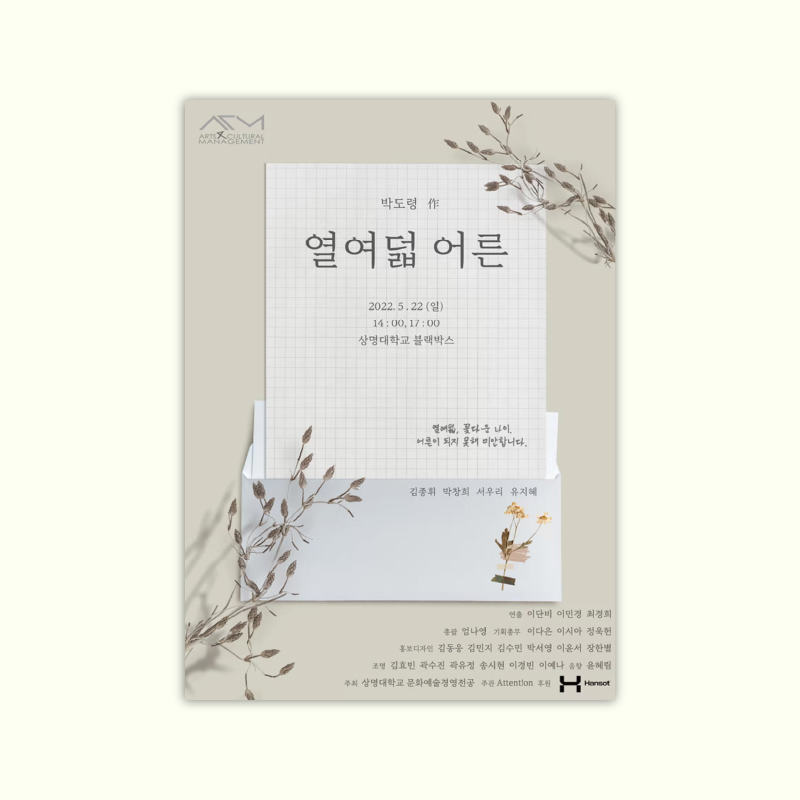 ACM
ARTS & CULTURAL
MANAGEMENT
박도령 作
열여덟 어른
2022. 5 . 22 (일)
14 : 00, 17 : 00
상명대학교 블랙박스
열여덟, 꽃다운 나이.
어른이 되지 못해 미안합니다.
김종휘 박창희 서우리 유지혜
연출 이단비 이민경 최경희
총괄 엄나영 기획총무 이다은 이시아 정욱헌
홍보디자인 김동웅 김민지 김수민 박서영 이윤서 장한별
조명 김효빈 곽수진 곽유정 송시현 이경빈 이예나 음향 윤혜림
주최 상명대학교 문화예술경영전공 주관 Attent!on 후원 Hansot